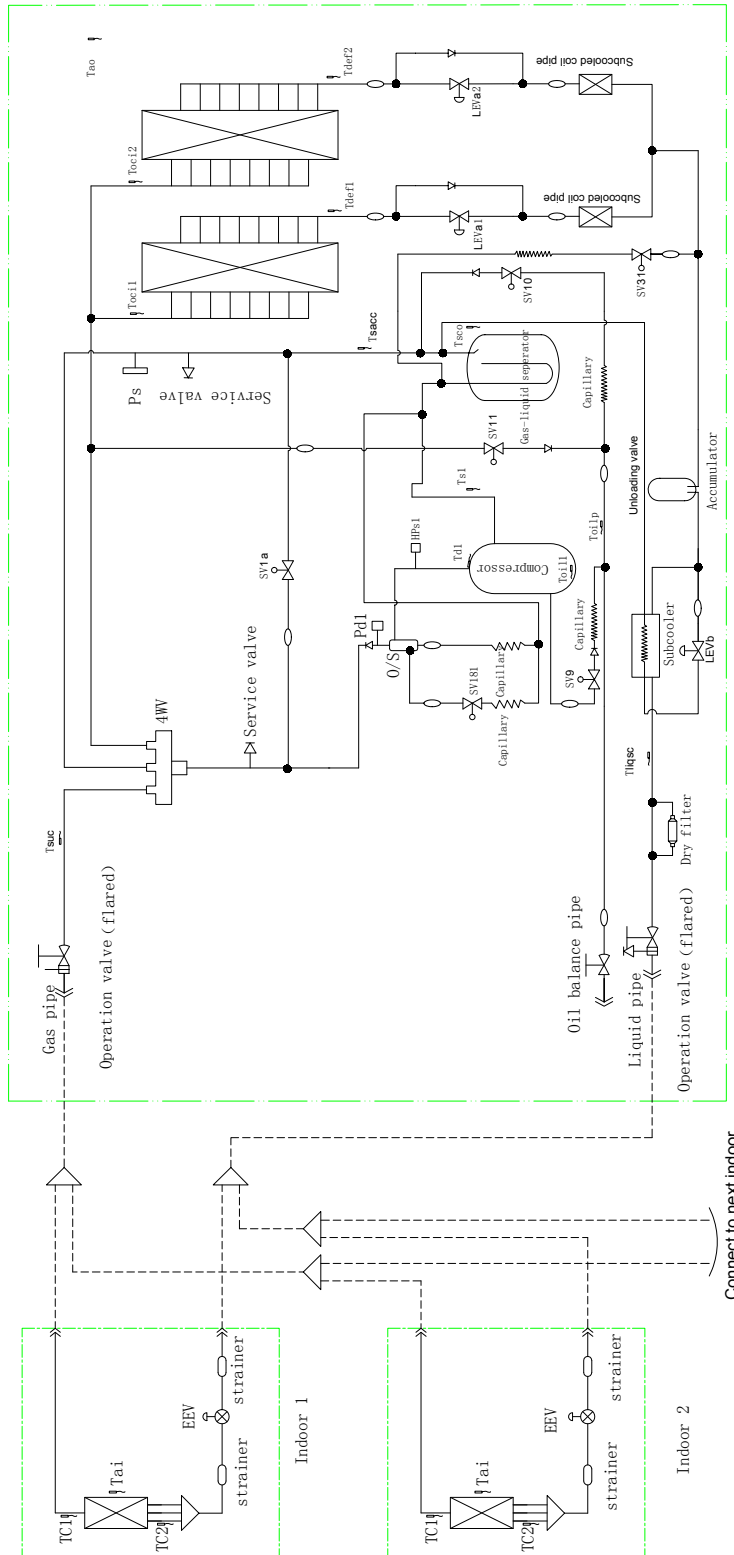 Tao
Tdef2
LEVa2
Subcooled coil pipe
Toci2
Tdef1
LEVa1
Subcooled coil pipe
Toci1
SV10
SV31
Tsacc
Tsco
Ps
Service valve
Gas-liquid seperator
Capillary
SV11
Unloading valve
Accumulator
Ts1
Toilp
HPs1
SV1a
Td1
Compressor
Toil1
Pd1
O/S
Capillary
SV181
Capillary
Capillary
SV9
Subcooler
LEVb
4WV
Service valve
Tliqsc
Tsuc
Dry filter
Gas pipe
Operation valve(flared)
Oil balance pipe
Liquid pipe
Operation valve(flared)
Connect to next indoor
TC1
Tai
TC2
EEV
strainer
strainer
Indoor 1
TC1
Tai
TC2
EEV
strainer
strainer
Indoor 2